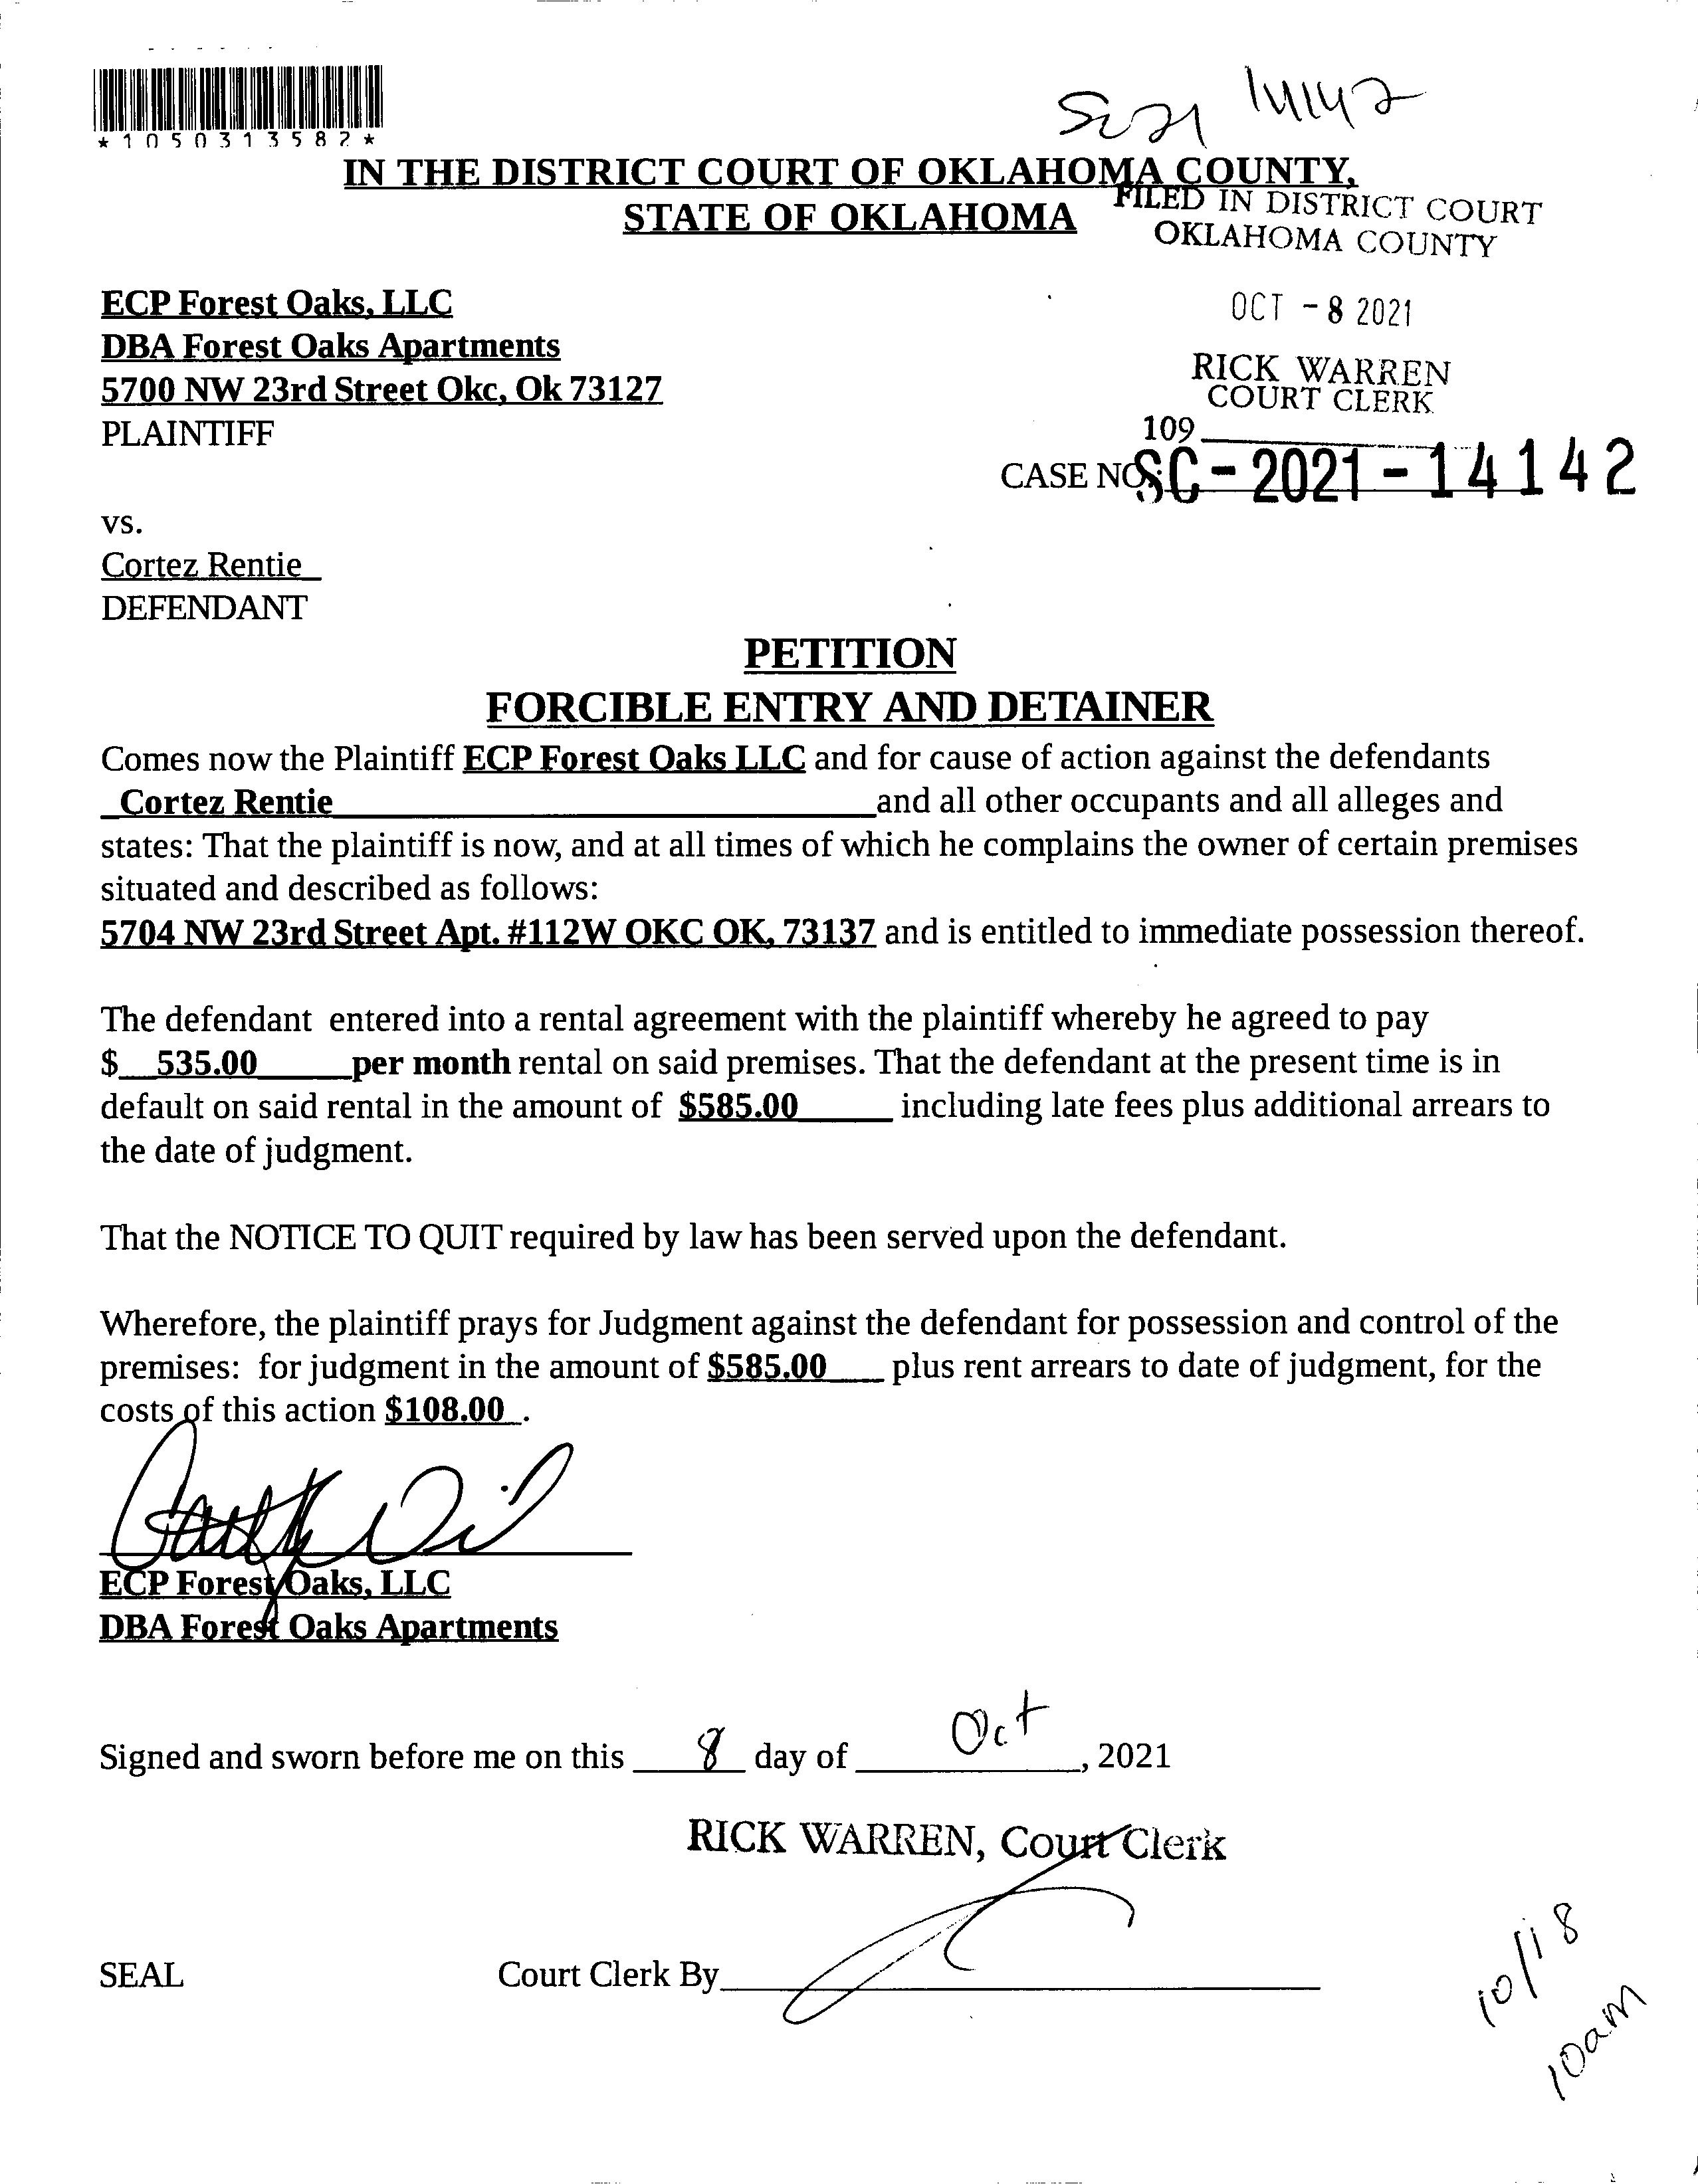 *1050313582*
SC 21 14142
IN THE DISTRICT COURT OF OKLAHOMA COUNTY,
STATE OF OKLAHOMA
FILED IN DISTRICT COURT
OKLAHOMA COUNTY
OCT - 8 2021
RICK WARREN
COURT CLERK
109
ECP Forest Oaks, LLC
DBA Forest Oaks Apartments
5700 NW 23rd Street Okc, Ok 73127
PLAINTIFF
CASE NO. SC - 2021 - 14142
vs.
Cortez Rentie
DEFENDANT
PETITION
FORCIBLE ENTRY AND DETAINER
Comes now the Plaintiff ECP Forest Oaks LLC and for cause of action against the defendants
Cortez Rentie and all other occupants and all alleges and
states: That the plaintiff is now, and at all times of which he complains the owner of certain premises
situated and described as follows:
5704 NW 23rd Street Apt. #112W OKC OK, 73137 and is entitled to immediate possession thereof.
The defendant entered into a rental agreement with the plaintiff whereby he agreed to pay
$ 535.00 per month rental on said premises. That the defendant at the present time is in
default on said rental in the amount of $585.00 including late fees plus additional arrears to
the date of judgment.
That the NOTICE TO QUIT required by law has been served upon the defendant.
Wherefore, the plaintiff prays for Judgment against the defendant for possession and control of the
premises: for judgment in the amount of $585.00 plus rent arrears to date of judgment, for the
costs of this action $108.00 .
ECP Forest Oaks, LLC
DBA Forest Oaks Apartments
Signed and sworn before me on this 8 day of Oct, 2021
RICK WARREN, Court Clerk
SEAL Court Clerk By
10/18
10am